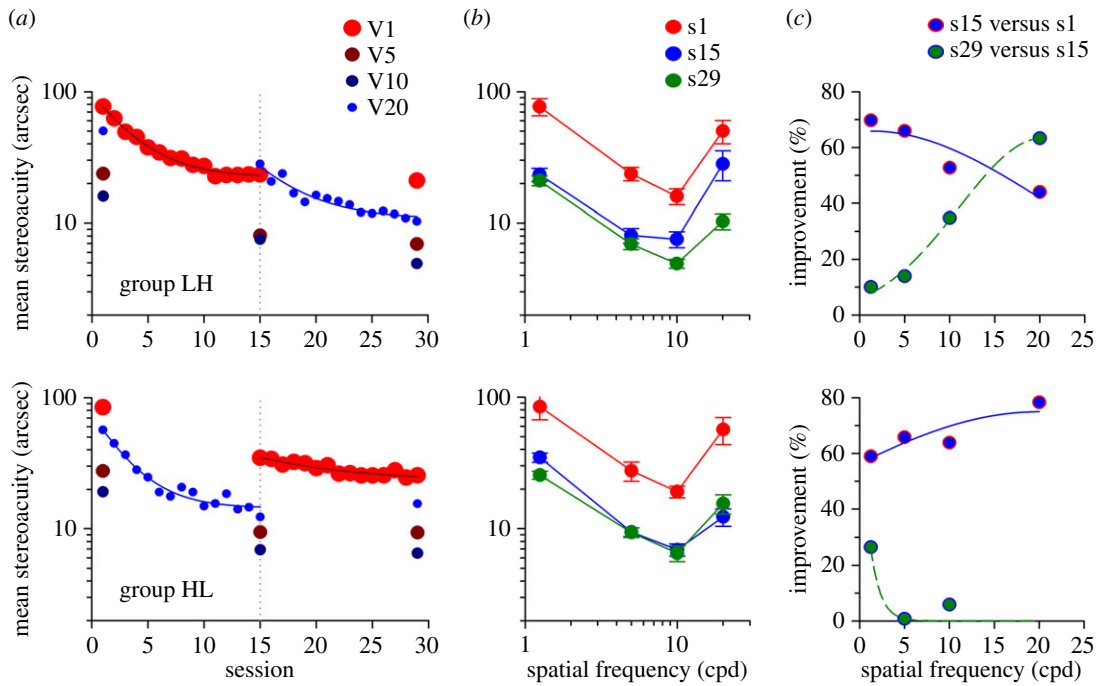 (a)
V1
V5
V10
V20
mean stereoacuity (arcsec)
100
10
group LH
0 5 10 15 20 25 30
(b)
s1
s15
s29
100
10
1 10
(c)
s15 versus s1
s29 versus s15
improvement (%)
80
60
40
20
0
0 5 10 15 20 25
mean stereoacuity (arcsec)
100
10
group HL
0 5 10 15 20 25 30
session
100
10
1 10
spatial frequency (cpd)
improvement (%)
80
60
40
20
0
0 5 10 15 20 25
spatial frequency (cpd)